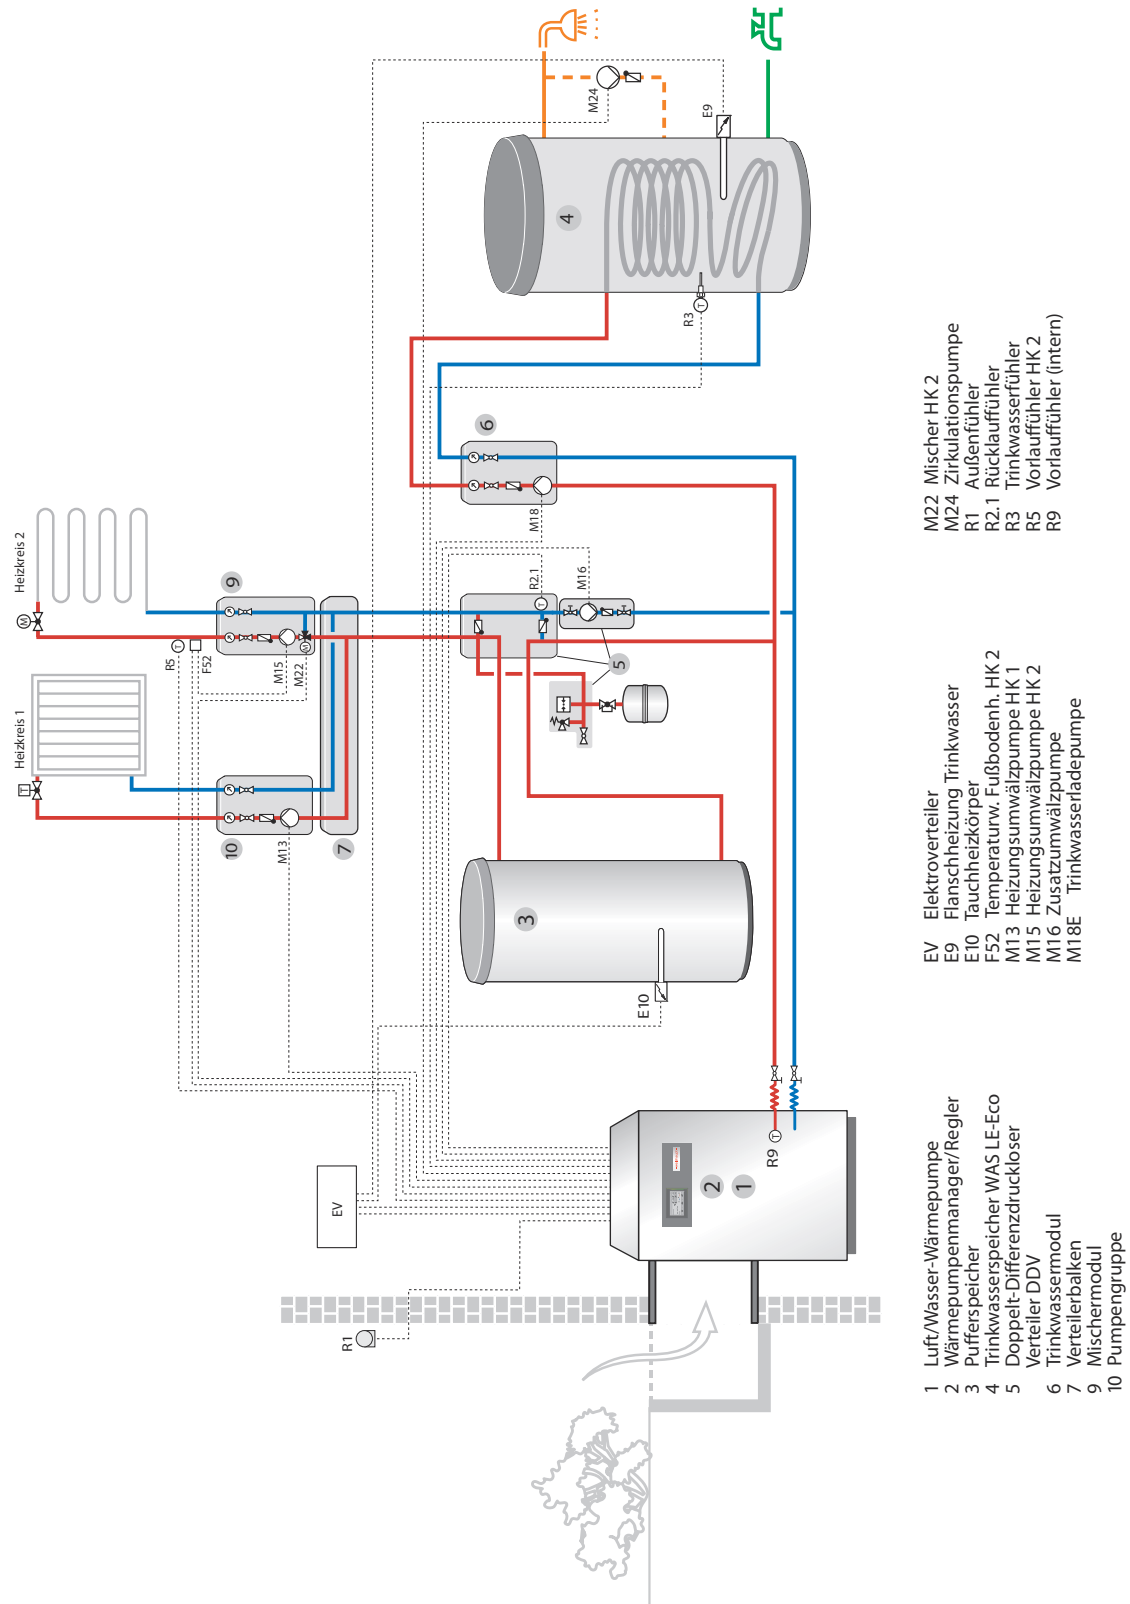 Heizkreis 1
Heizkreis 2
T
M
R5
T
F52
M15
M22
M
M13
10
9
7
EV
R1
E10
3
5
R2.1
T
M16
M18
6
R3
T
4
M24
E9
R9
T
2
1
1 Luft/Wasser-Wärmepumpe
2 Wärmepumpenmanager/Regler
3 Pufferspeicher
4 Trinkwasserspeicher WAS LE-Eco
5 Doppelt-Differenzdruckloser
Verteiler DDV
6 Trinkwassermodul
7 Verteilerbalken
9 Mischermodul
10 Pumpengruppe
EV Elektroverteiler
E9 Flanschheizung Trinkwasser
E10 Tauchheizkörper
F52 Temperaturw. Fußbodenh. HK 2
M13 Heizungsumwälzpumpe HK 1
M15 Heizungsumwälzpumpe HK 2
M16 Zusatzumwälzpumpe
M18E Trinkwasserladepumpe
M22 Mischer HK 2
M24 Zirkulationspumpe
R1 Außenfühler
R2.1 Rücklauffühler
R3 Trinkwasserfühler
R5 Vorlauffühler HK 2
R9 Vorlauffühler (intern)